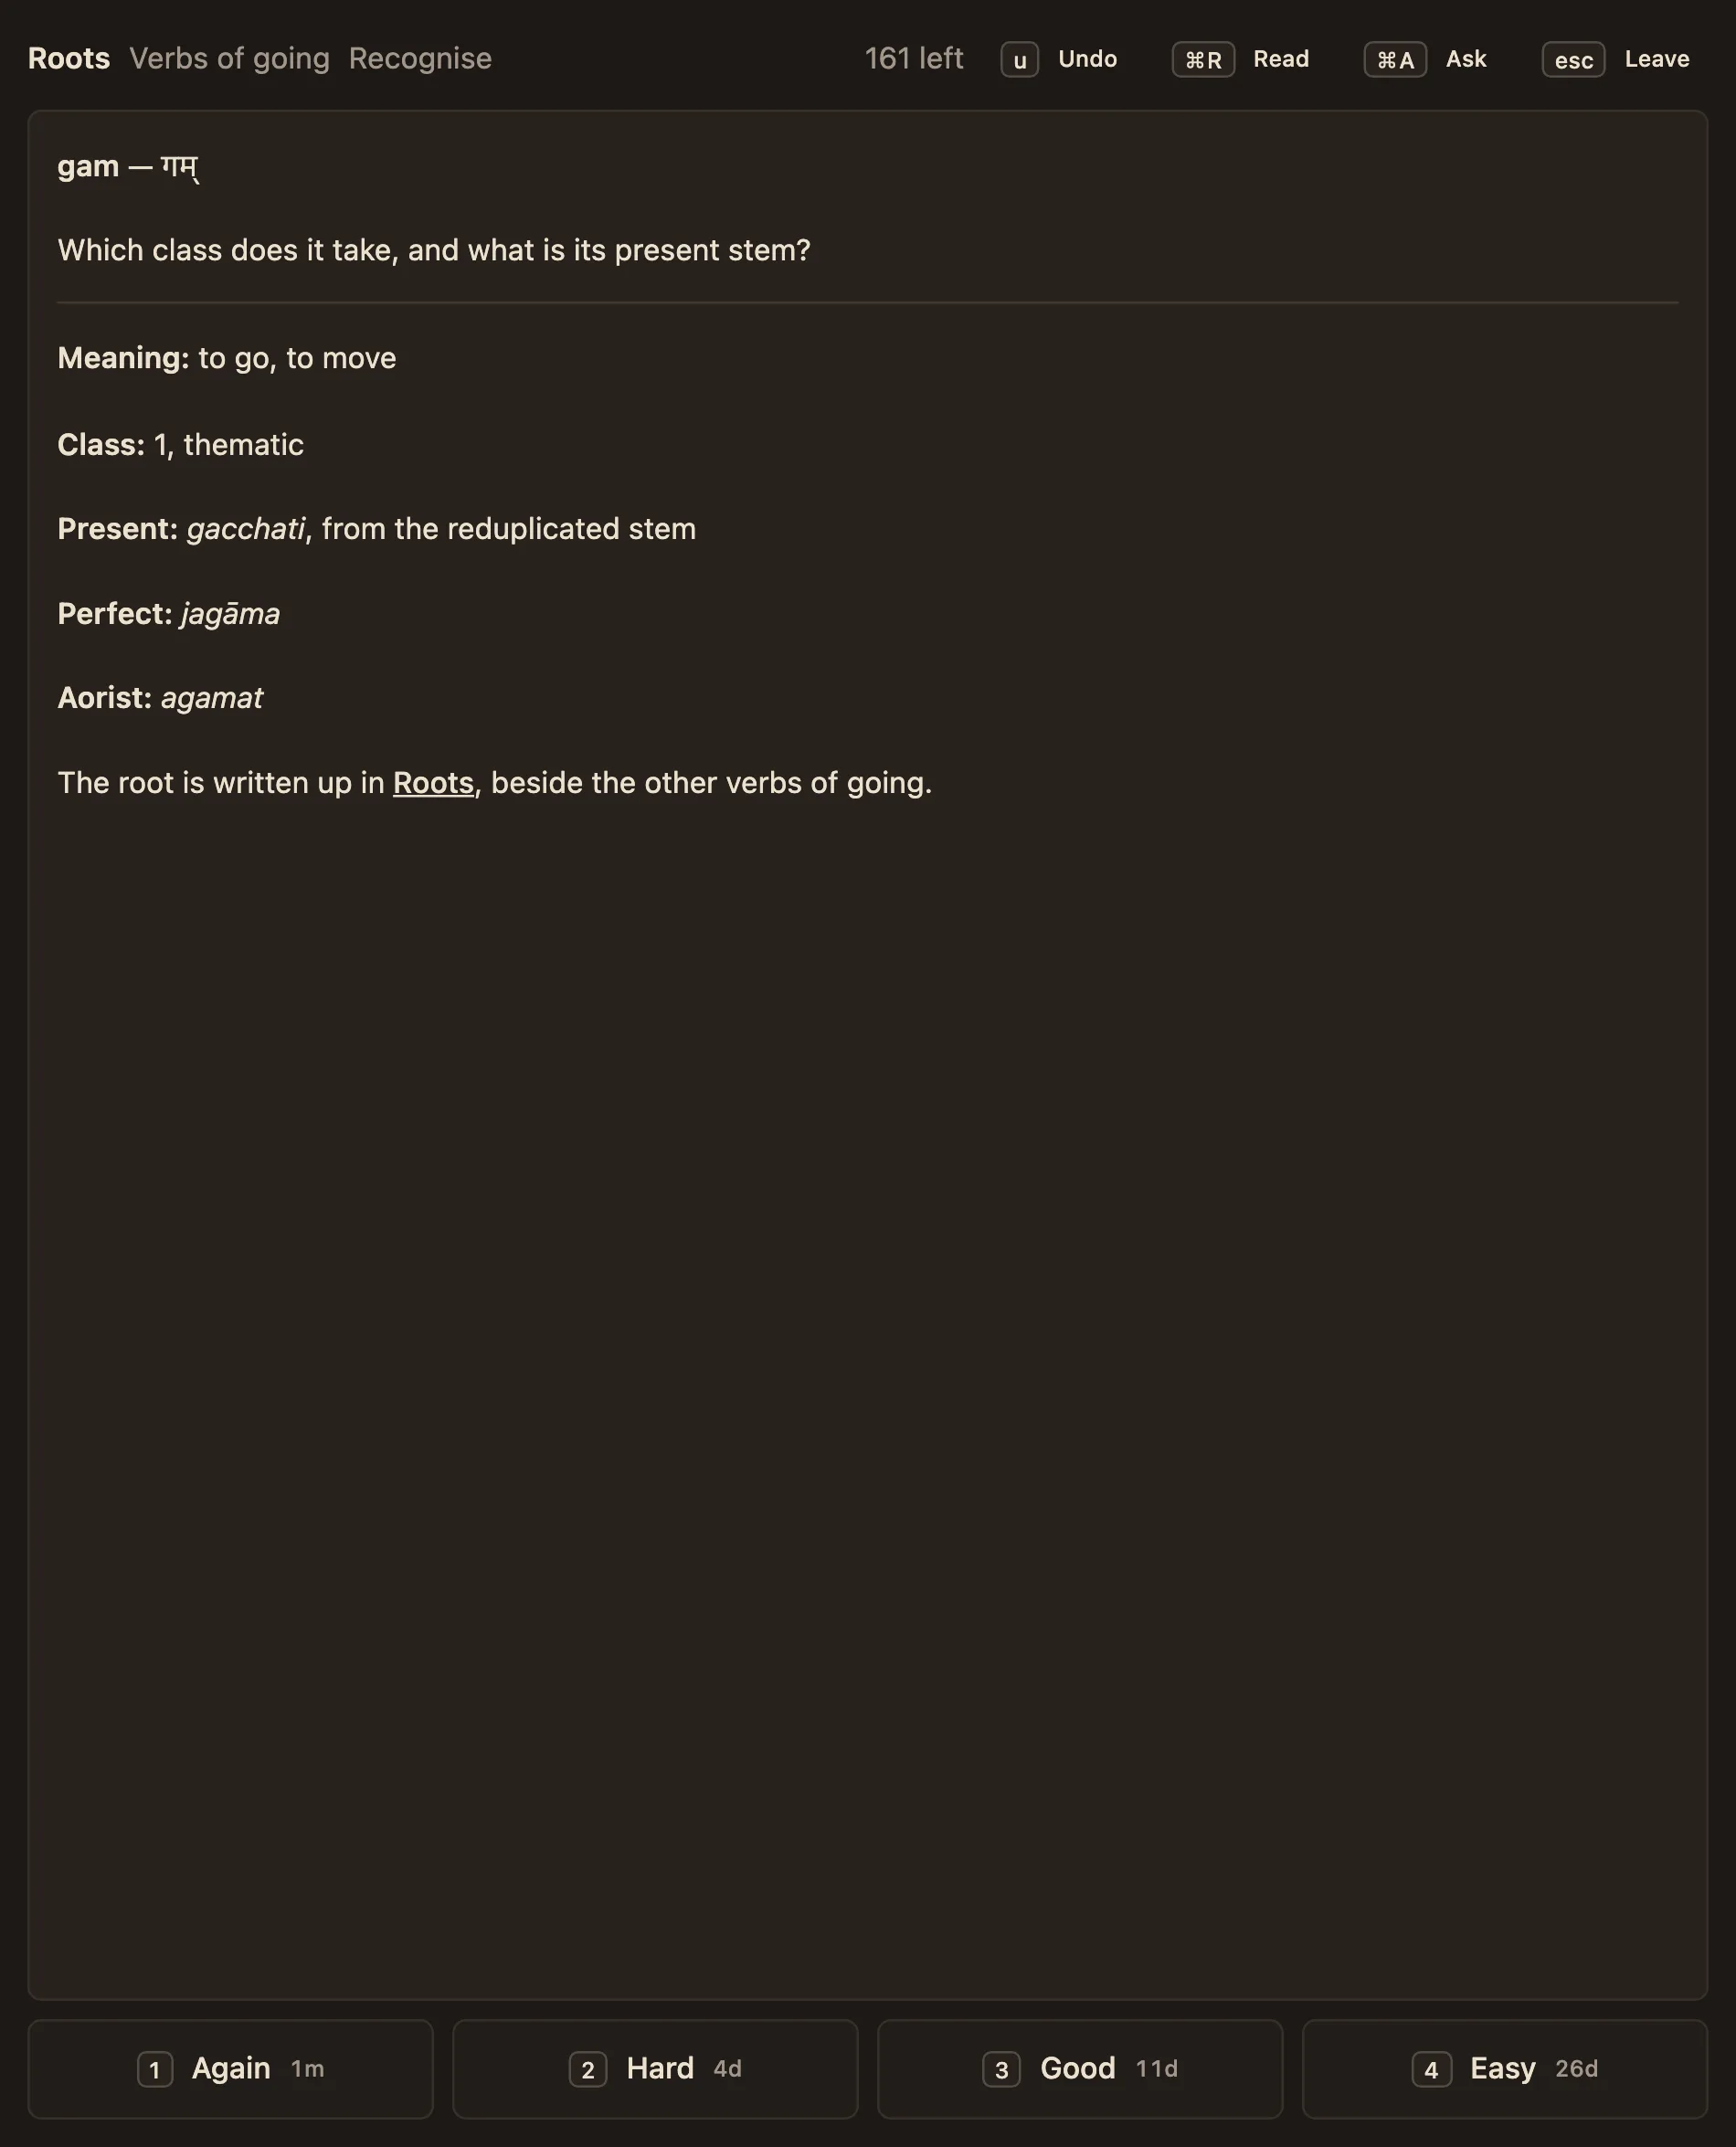 Roots Verbs of going Recognise 161 left u Undo ⌘R Read ⌘A Ask esc Leave
gam — गम्
Which class does it take, and what is its present stem?
Meaning: to go, to move
Class: 1, thematic
Present: gacchati, from the reduplicated stem
Perfect: jagāma
Aorist: agamat
The root is written up in Roots, beside the other verbs of going.
1 Again 1m 2 Hard 4d 3 Good 11d 4 Easy 26d